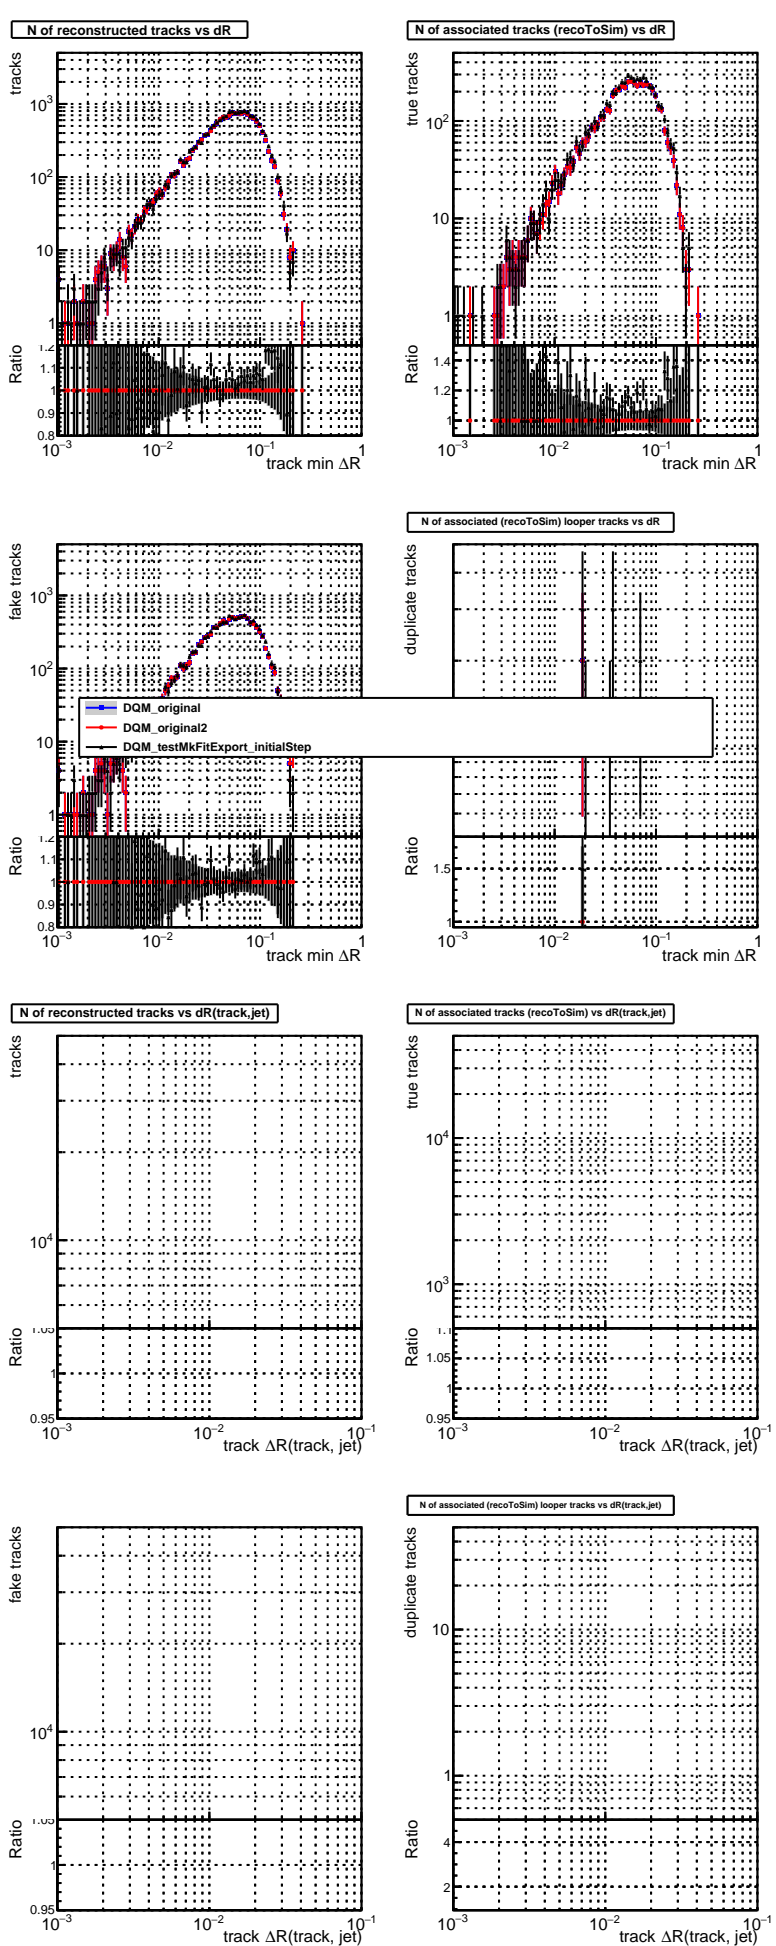 N of reconstructed tracks vs dR
tracks
10³
10²
10
1
Ratio
1.2
1.1
1
0.9
0.8
10⁻³
10⁻²
10⁻¹
1
track min ΔR
N of associated tracks (recoToSim) vs dR
true tracks
10²
10
1
Ratio
1.4
1.2
1
10⁻³
10⁻²
10⁻¹
1
track min ΔR
fake tracks
10³
10²
10
1
Ratio
1.2
1.1
1
0.9
0.8
10⁻³
10⁻²
10⁻¹
1
track min ΔR
N of associated (recoToSim) looper tracks vs dR
duplicate tracks
Ratio
1.5
1
10⁻³
10⁻²
10⁻¹
1
track min ΔR
DQM_original
DQM_original2
DQM_testMkFitExport_initialStep
N of reconstructed tracks vs dR(track,jet)
tracks
10⁴
Ratio
1.05
1
0.95
10⁻³
10⁻²
10⁻¹
track ΔR(track, jet)
N of associated tracks (recoToSim) vs dR(track,jet)
true tracks
10⁴
10³
Ratio
1.1
1.05
1
0.95
10⁻³
10⁻²
10⁻¹
track ΔR(track, jet)
fake tracks
10⁴
Ratio
1.05
1
0.95
10⁻³
10⁻²
10⁻¹
track ΔR(track, jet)
N of associated (recoToSim) looper tracks vs dR(track,jet)
duplicate tracks
10
1
Ratio
4
2
10⁻³
10⁻²
10⁻¹
track ΔR(track, jet)